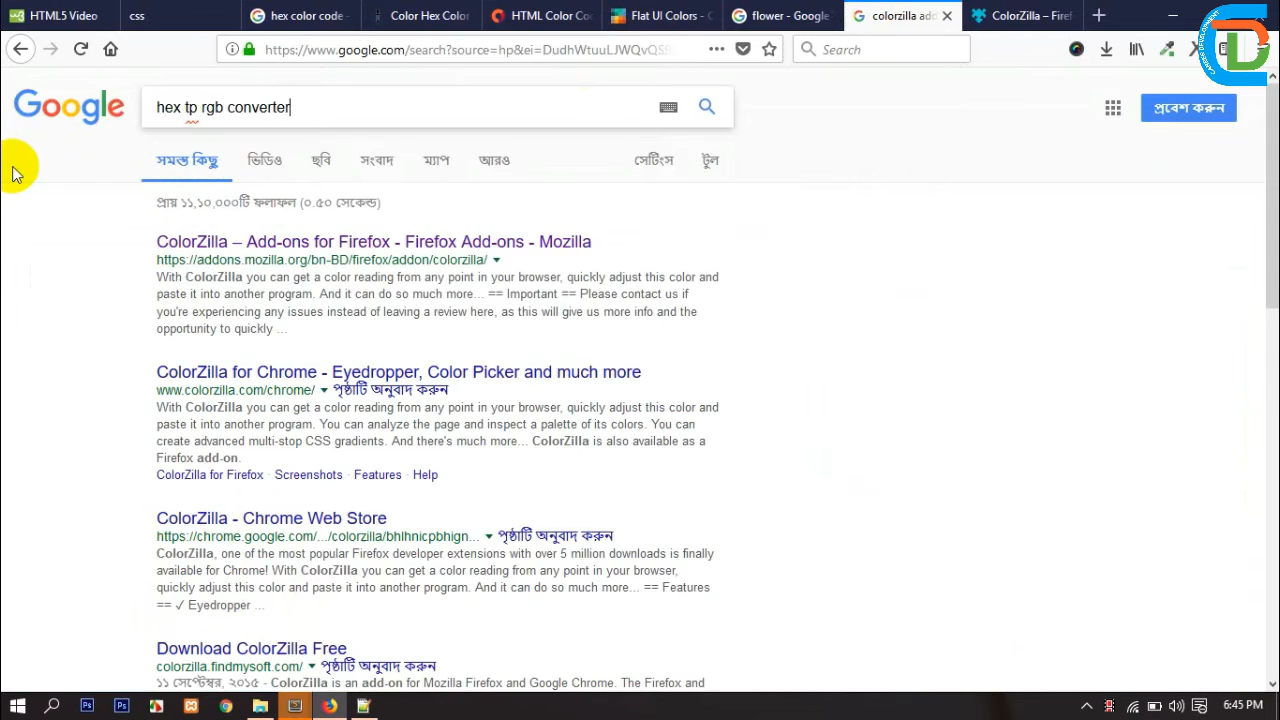 HTML5 Video
css
hex color code -
Color Hex Color
HTML Color Co
Flat UI Colors - C
flower - Google
colorzilla add
ColorZilla – Firef
https://www.google.com/search?source=hp&ei=DudhWtuuLJWQvQS9
Search
Google
hex tp rgb converter
প্রবেশ করুন
সমস্ত কিছু
ভিডিও
ছবি
সংবাদ
ম্যাপ
আরও
সেটিংস
টুল
প্রায় ১১,১০,০০০টি ফলাফল (০.৫০ সেকেন্ড)
ColorZilla – Add-ons for Firefox - Firefox Add-ons - Mozilla
https://addons.mozilla.org/bn-BD/firefox/addon/colorzilla/
With ColorZilla you can get a color reading from any point in your browser, quickly adjust this color and
paste it into another program. And it can do so much more... == Important == Please contact us if
you're experiencing any issues instead of leaving a review here, as this will give us more info and the
opportunity to quickly ...
ColorZilla for Chrome - Eyedropper, Color Picker and much more
www.colorzilla.com/chrome/ পৃষ্ঠাটি অনুবাদ করুন
With ColorZilla you can get a color reading from any point in your browser, quickly adjust this color and
paste it into another program. You can analyze the page and inspect a palette of its colors. You can
create advanced multi-stop CSS gradients. And there's much more... ColorZilla is also available as a
Firefox add-on.
ColorZilla for Firefox · Screenshots · Features · Help
ColorZilla - Chrome Web Store
https://chrome.google.com/.../colorzilla/bhlhnicpbhign... পৃষ্ঠাটি অনুবাদ করুন
ColorZilla, one of the most popular Firefox developer extensions with over 5 million downloads is finally
available for Chrome! With ColorZilla you can get a color reading from any point in your browser,
quickly adjust this color and paste it into another program. And it can do so much more... == Features
== ✓ Eyedropper ...
Download ColorZilla Free
colorzilla.findmysoft.com/ পৃষ্ঠাটি অনুবাদ করুন
১১ সেপ্টেম্বর, ২০১৫ - ColorZilla is an add-on for Mozilla Firefox and Google Chrome. The Firefox and
6:45 PM